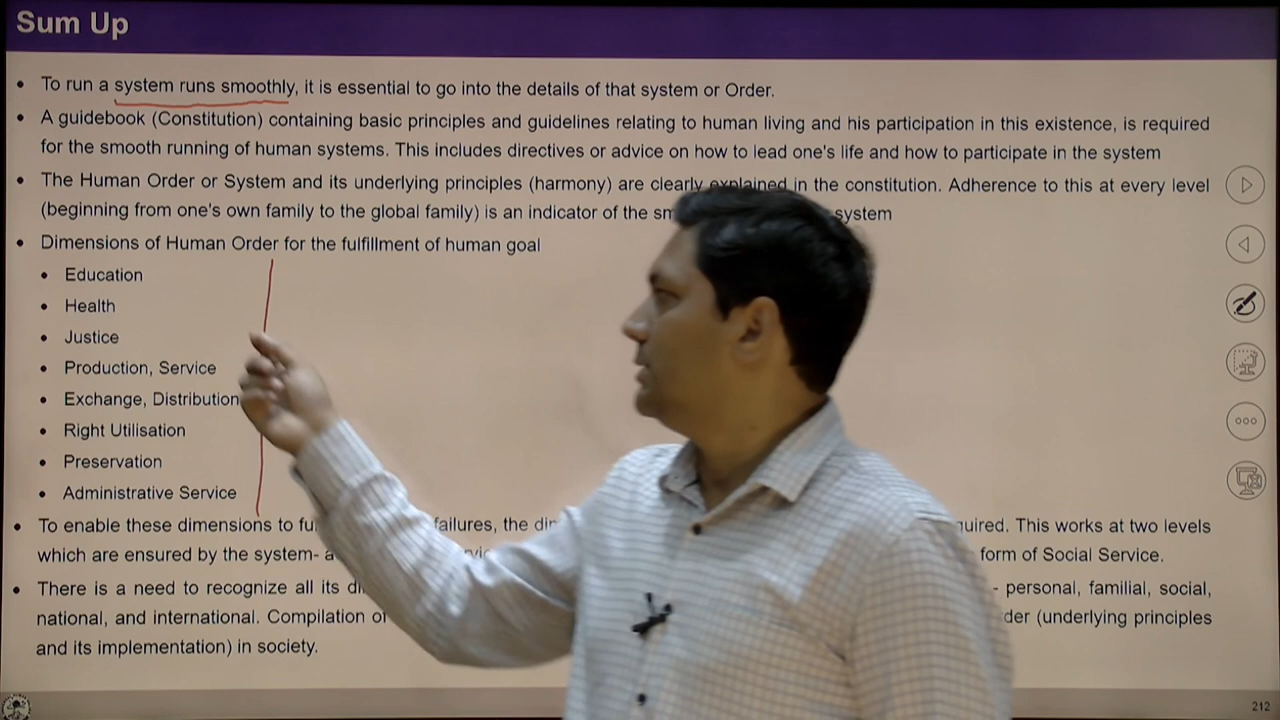 Sum Up
To run a system runs smoothly, it is essential to go into the details of that system or Order.
A guidebook (Constitution) containing basic principles and guidelines relating to human living and his participation in this existence, is required
for the smooth running of human systems. This includes directives or advice on how to lead one's life and how to participate in the system
The Human Order or System and its underlying principles (harmony) are clearly explained in the constitution. Adherence to this at every level
(beginning from one's own family to the global family) is an indicator of the system
Dimensions of Human Order for the fulfillment of human goal
Education
Health
Justice
Production, Service
Exchange, Distribution
Right Utilisation
Preservation
Administrative Service
To enable these dimensions to failures, the This works at two levels
which are ensured by the system- form of Social Service.
There is a need to recognize all its - personal, familial, social,
national, and international. Compilation (underlying principles
and its implementation) in society.
212